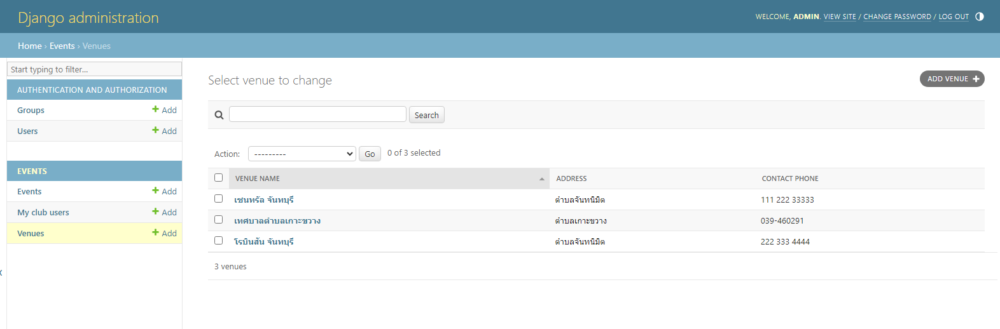 Django administration
WELCOME, ADMIN. VIEW SITE / CHANGE PASSWORD / LOG OUT
Home › Events › Venues
Start typing to filter...
AUTHENTICATION AND AUTHORIZATION
Groups Add
Users Add
EVENTS
Events Add
My club users Add
Venues Add
Select venue to change
ADD VENUE
Search
Action: --------- Go 0 of 3 selected
VENUE NAME ADDRESS CONTACT PHONE
เซนทรัล จันทบุรี ตำบลจันทนิมิต 111 222 33333
เทศบาลตำบลเกาะขวาง ตำบลเกาะขวาง 039-460291
โรบินสัน จันทบุรี ตำบลจันทนิมิต 222 333 4444
3 venues